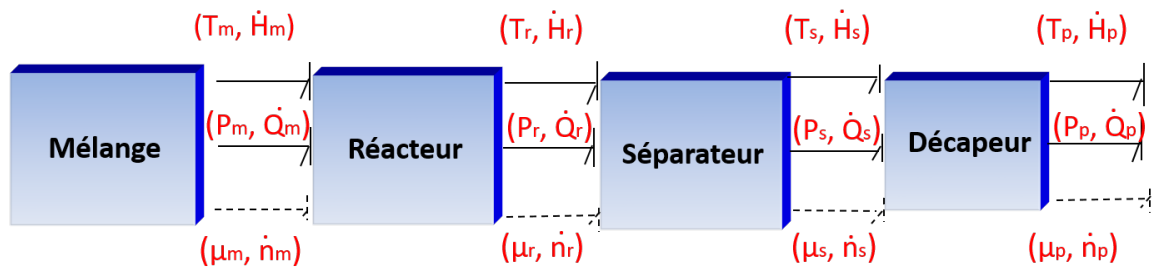 (Tm, Ḣm) (Tr, Ḣr) (Ts, Ḣs) (Tp, Ḣp)
(Pm, Q̇m) (Pr, Q̇r) (Ps, Q̇s) (Pp, Q̇p)
Mélange Réacteur Séparateur Décapeur
(μm, ṅm) (μr, ṅr) (μs, ṅs) (μp, ṅp)